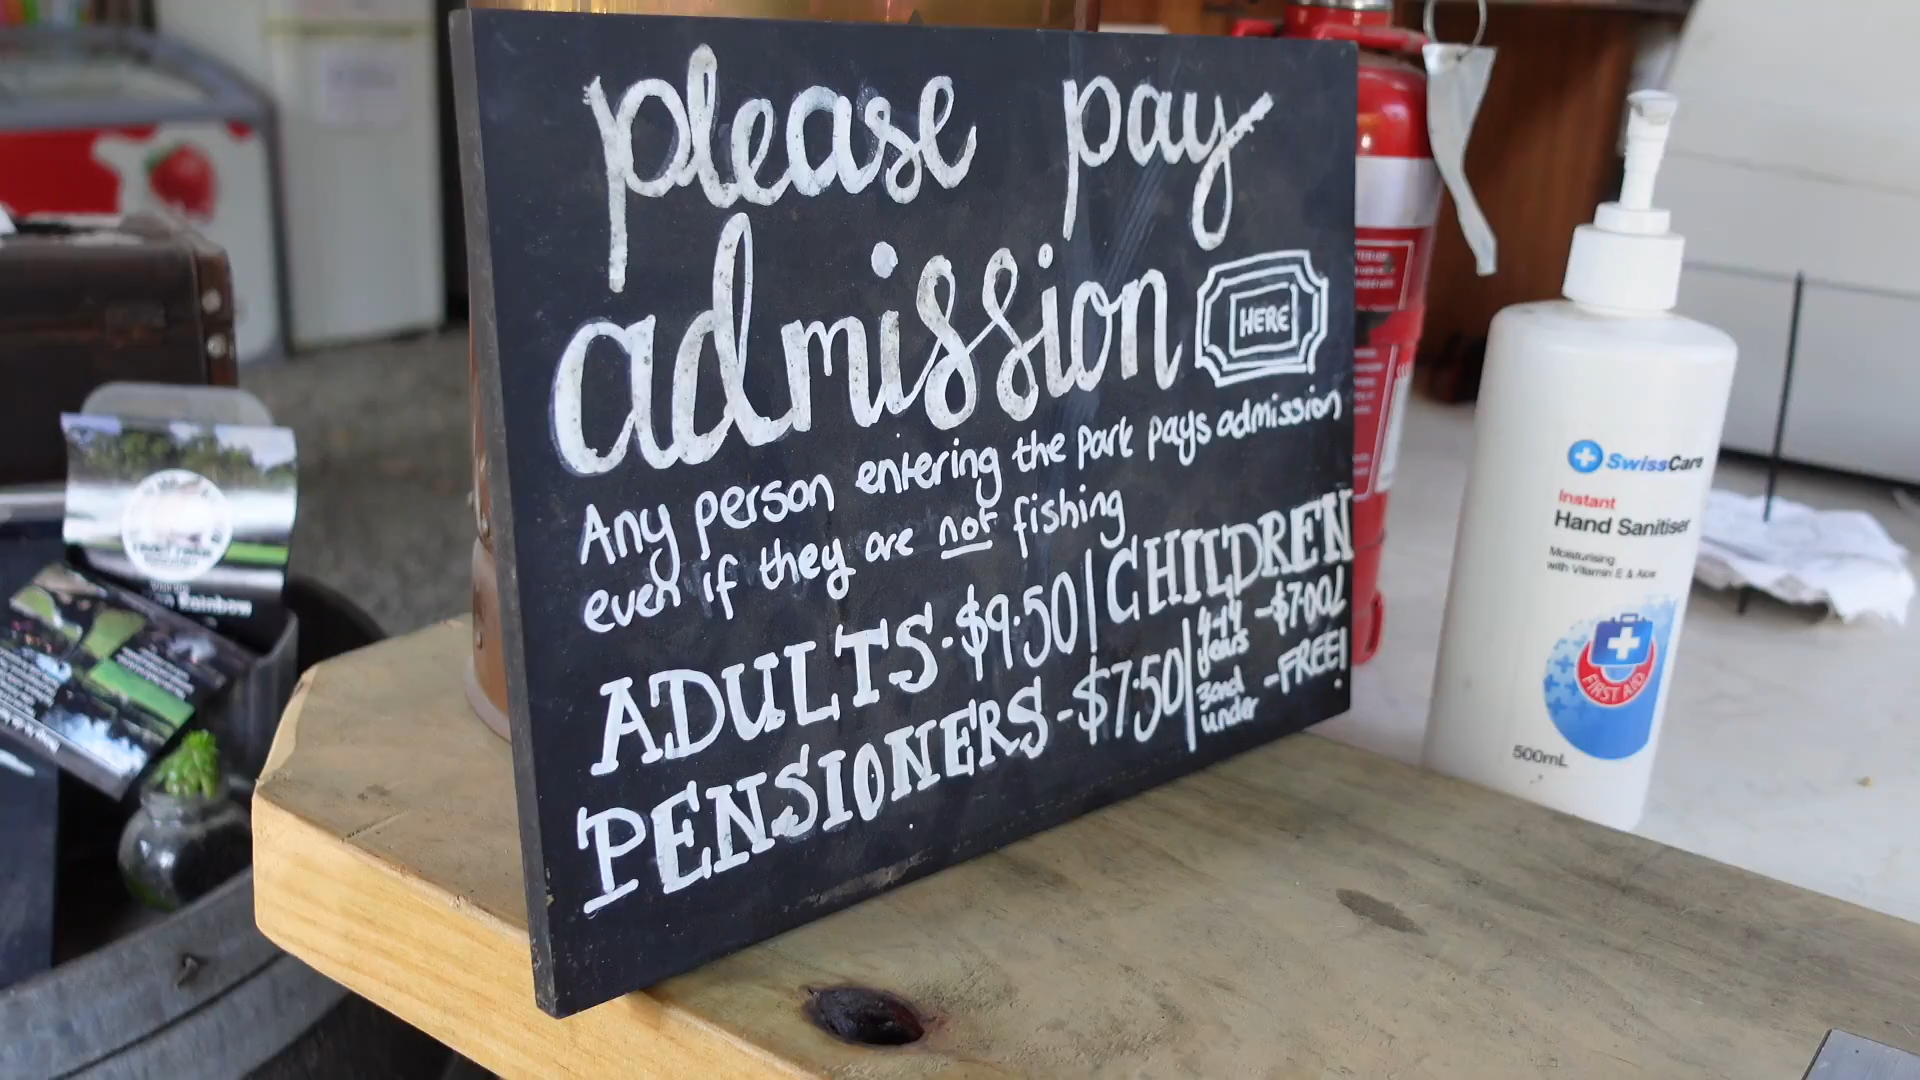 please pay
admission
HERE
Any person entering the park pays admission
even if they are not fishing
ADULTS-$9.50
PENSIONERS-$7.50
CHILDREN
4-14 years -$7.00
3 and under -FREE!
SwissCare
Instant
Hand Sanitiser
Moisturising
with Vitamin E & Aloe
FIRST AID
500mL
Rainbow